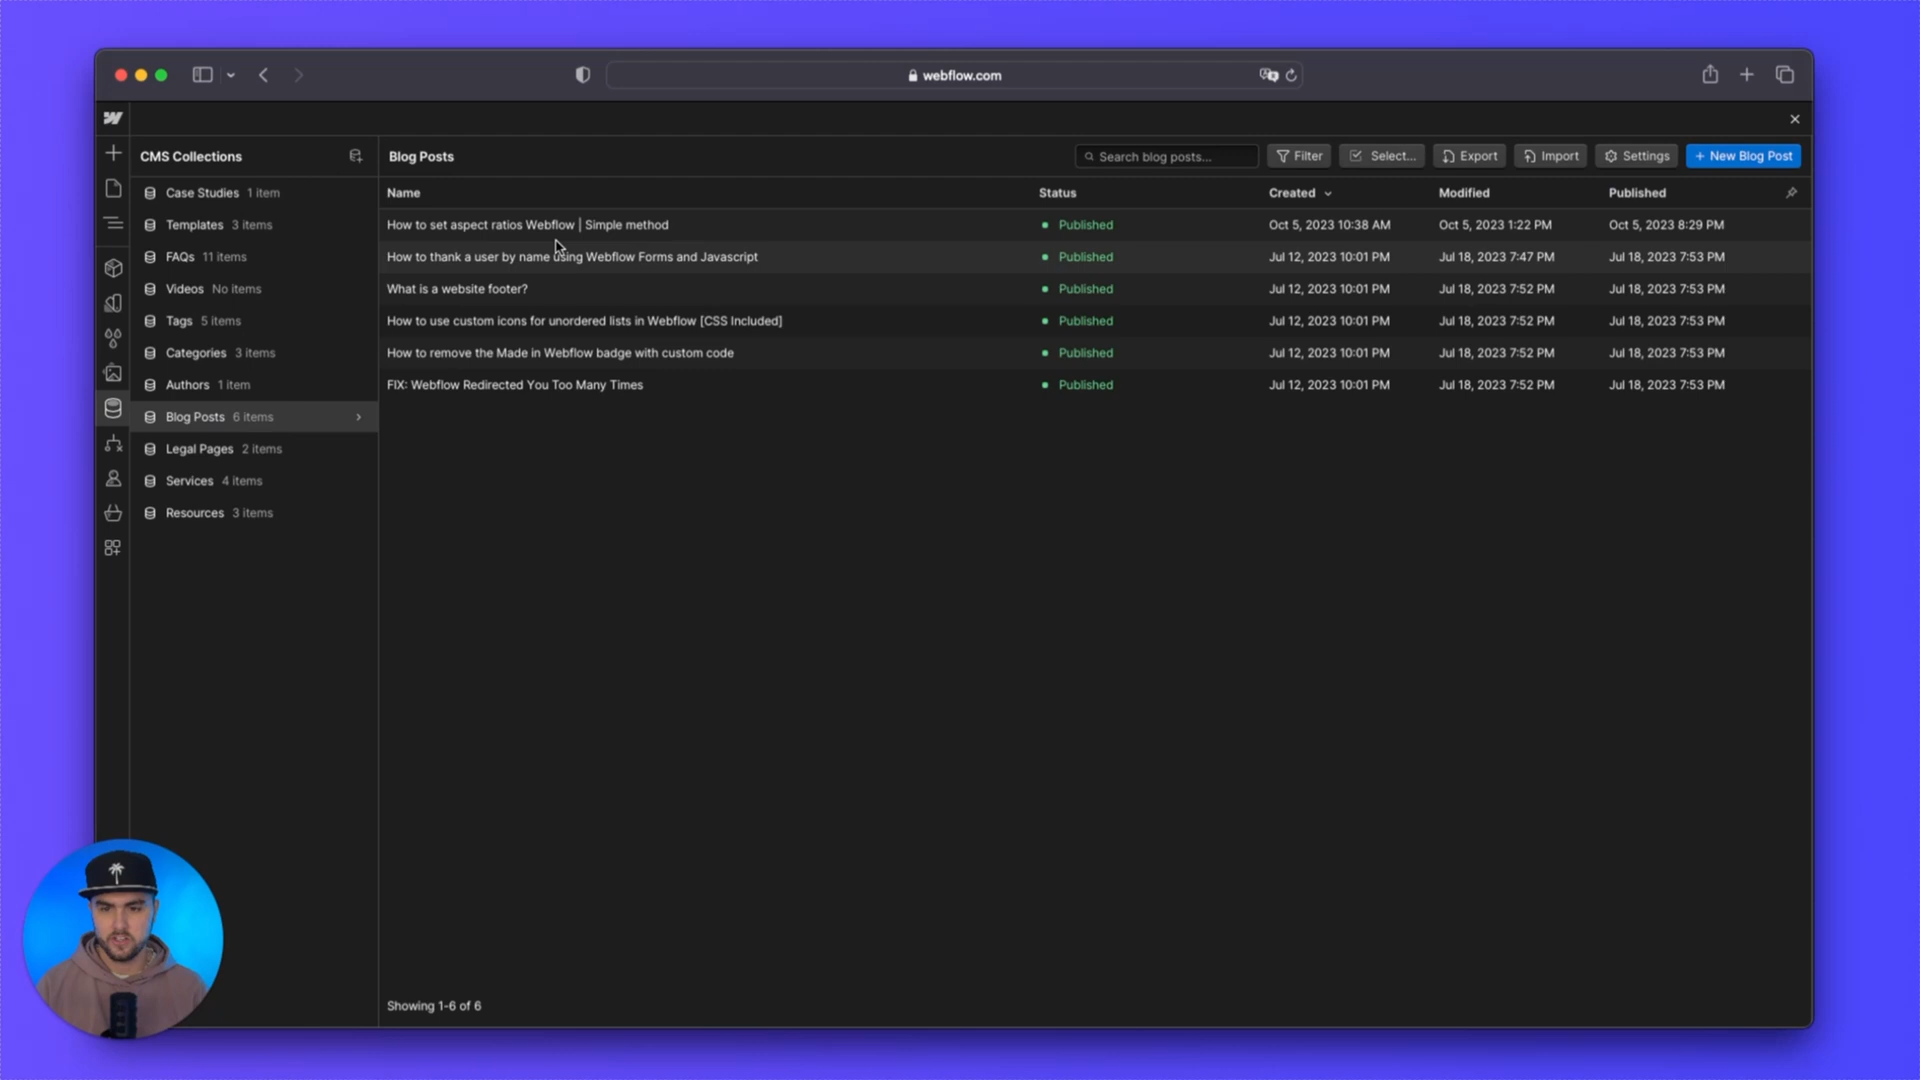 webflow.com
CMS Collections
Case Studies 1 item
Templates 3 items
FAQs 11 items
Videos No items
Tags 5 items
Categories 3 items
Authors 1 item
Blog Posts 6 items
Legal Pages 2 items
Services 4 items
Resources 3 items
Blog Posts
Search blog posts...
Filter
Select...
Export
Import
Settings
+ New Blog Post
Name Status Created Modified Published
How to set aspect ratios Webflow | Simple method Published Oct 5, 2023 10:38 AM Oct 5, 2023 1:22 PM Oct 5, 2023 8:29 PM
How to thank a user by name using Webflow Forms and Javascript Published Jul 12, 2023 10:01 PM Jul 18, 2023 7:47 PM Jul 18, 2023 7:53 PM
What is a website footer? Published Jul 12, 2023 10:01 PM Jul 18, 2023 7:52 PM Jul 18, 2023 7:53 PM
How to use custom icons for unordered lists in Webflow [CSS Included] Published Jul 12, 2023 10:01 PM Jul 18, 2023 7:52 PM Jul 18, 2023 7:53 PM
How to remove the Made in Webflow badge with custom code Published Jul 12, 2023 10:01 PM Jul 18, 2023 7:52 PM Jul 18, 2023 7:53 PM
FIX: Webflow Redirected You Too Many Times Published Jul 12, 2023 10:01 PM Jul 18, 2023 7:52 PM Jul 18, 2023 7:53 PM
Showing 1-6 of 6